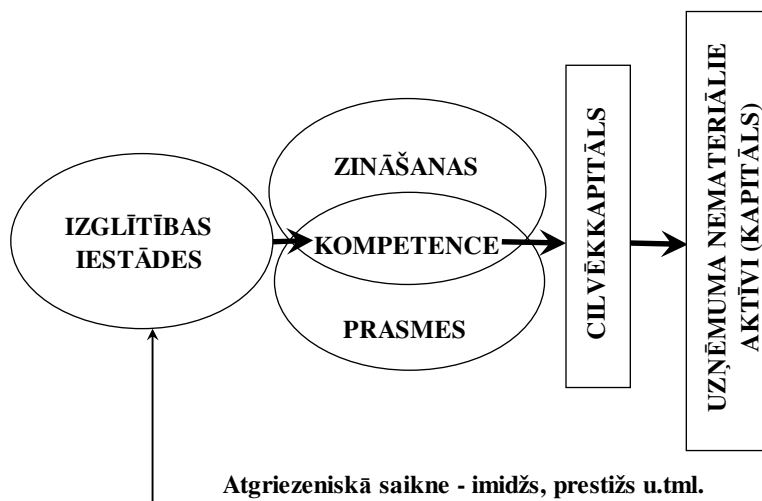 IZGLĪTĪBAS
IESTĀDES
ZINĀŠANAS
KOMPETENCE
PRASMES
CILVĒKKAPITĀLS
UZŅĒMUMA NEMATERIĀLIE
AKTĪVI (KAPITĀLS)
Atgriezeniskā saikne - imidžs, prestižs u.tml.